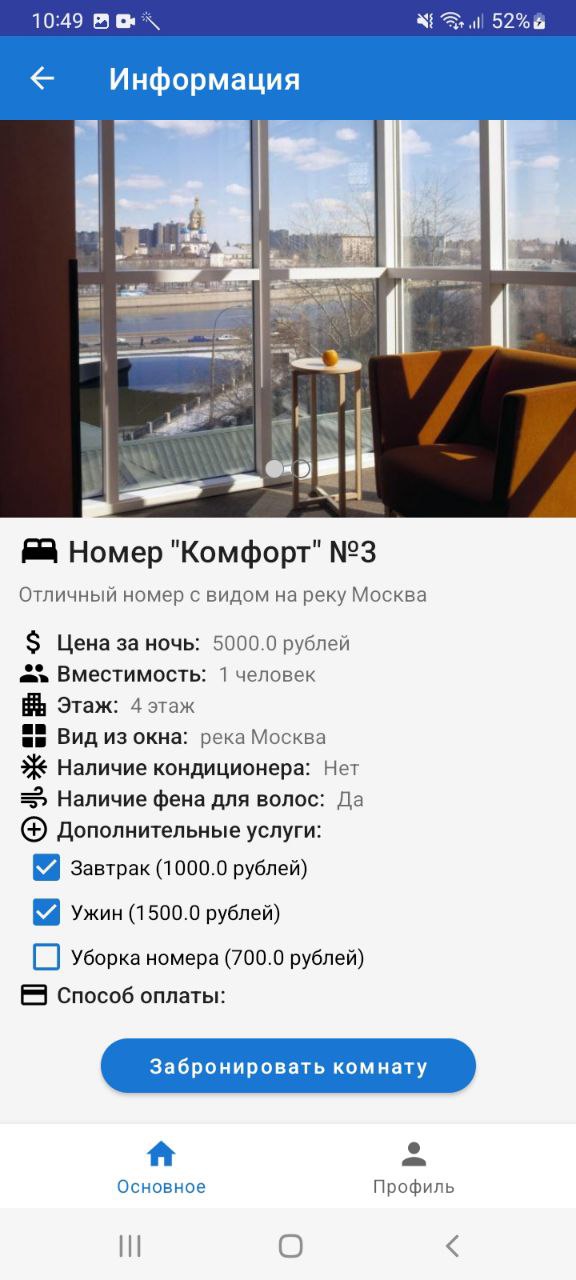 10:49 52%
Информация
Номер "Комфорт" №3
Отличный номер с видом на реку Москва
Цена за ночь: 5000.0 рублей
Вместимость: 1 человек
Этаж: 4 этаж
Вид из окна: река Москва
Наличие кондиционера: Нет
Наличие фена для волос: Да
Дополнительные услуги:
Завтрак (1000.0 рублей)
Ужин (1500.0 рублей)
Уборка номера (700.0 рублей)
Способ оплаты:
Забронировать комнату
Основное Профиль